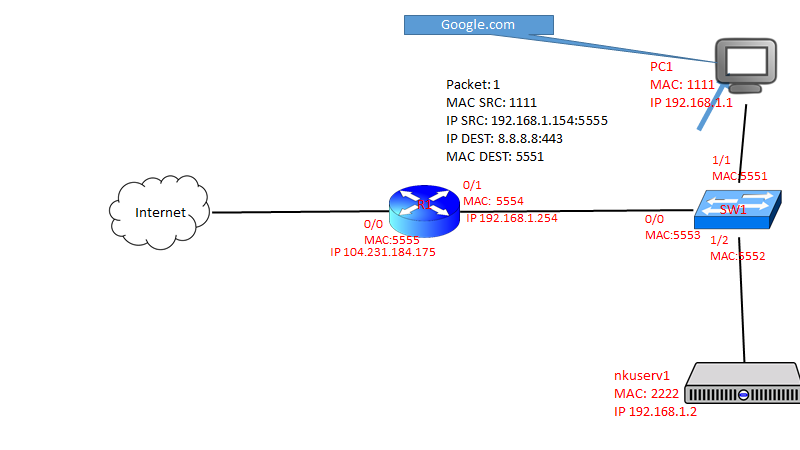 Google.com
PC1
MAC: 1111
IP 192.168.1.1
Packet: 1
MAC SRC: 1111
IP SRC: 192.168.1.154:5555
IP DEST: 8.8.8.8:443
MAC DEST: 5551
1/1
MAC:5551
Internet
R1
0/1
MAC: 5554
IP 192.168.1.254
0/0
MAC:5555
IP 104.231.184.175
SW1
0/0
MAC:5553
1/2
MAC:5552
nkuserv1
MAC: 2222
IP 192.168.1.2